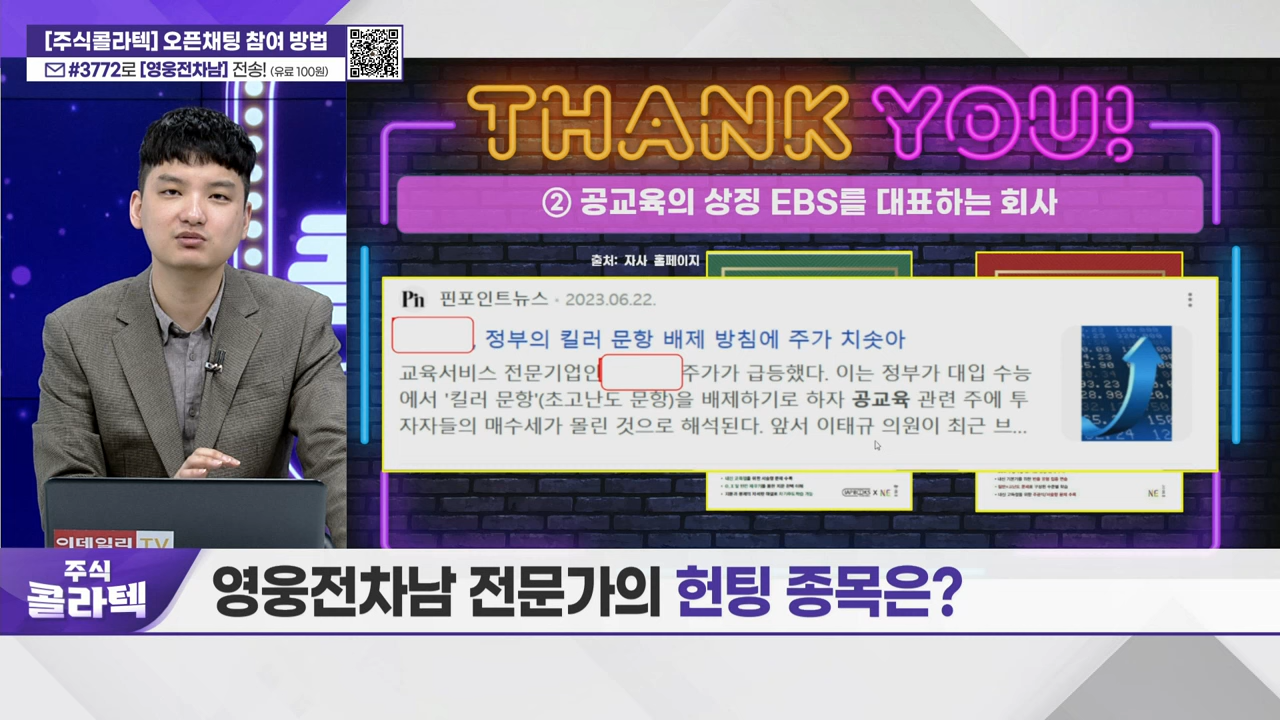 [주식콜라텍] 오픈채팅 참여 방법
#3772로 [영웅전차남] 전송! (유료 100원)
THANK YOU!
② 공교육의 상징 EBS를 대표하는 회사
출처: 자사 홈페이지
Pin 핀포인트뉴스 · 2023.06.22.
정부의 킬러 문항 배제 방침에 주가 치솟아
교육서비스 전문기업인 주가가 급등했다. 이는 정부가 대입 수능
에서 '킬러 문항'(초고난도 문항)을 배제하기로 하자 공교육 관련 주에 투
자자들의 매수세가 몰린 것으로 해석된다. 앞서 이태규 의원이 최근 브...
이데일리 TV
주식
콜라텍
영웅전차남 전문가의 헌팅 종목은?